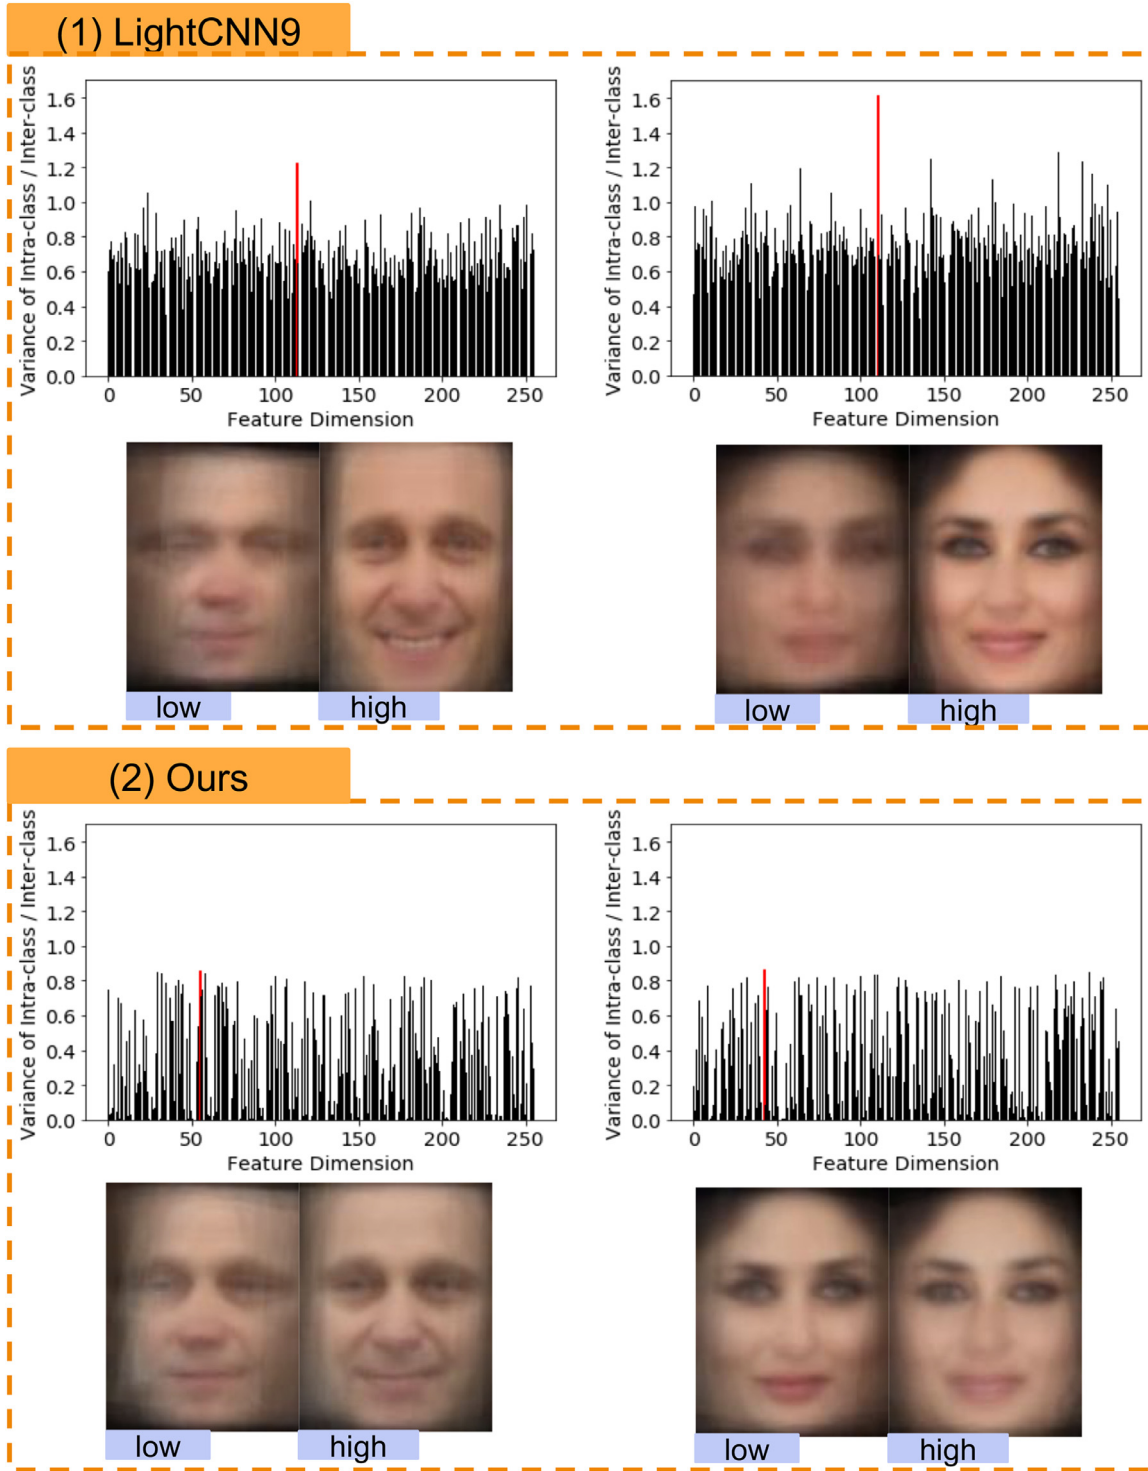 (1) LightCNN9
Variance of Intra-class / Inter-class
1.6
1.4
1.2
1.0
0.8
0.6
0.4
0.2
0.0
0 50 100 150 200 250
Feature Dimension
Variance of Intra-class / Inter-class
1.6
1.4
1.2
1.0
0.8
0.6
0.4
0.2
0.0
0 50 100 150 200 250
Feature Dimension
low high
low high
(2) Ours
Variance of Intra-class / Inter-class
1.6
1.4
1.2
1.0
0.8
0.6
0.4
0.2
0.0
0 50 100 150 200 250
Feature Dimension
Variance of Intra-class / Inter-class
1.6
1.4
1.2
1.0
0.8
0.6
0.4
0.2
0.0
0 50 100 150 200 250
Feature Dimension
low high
low high